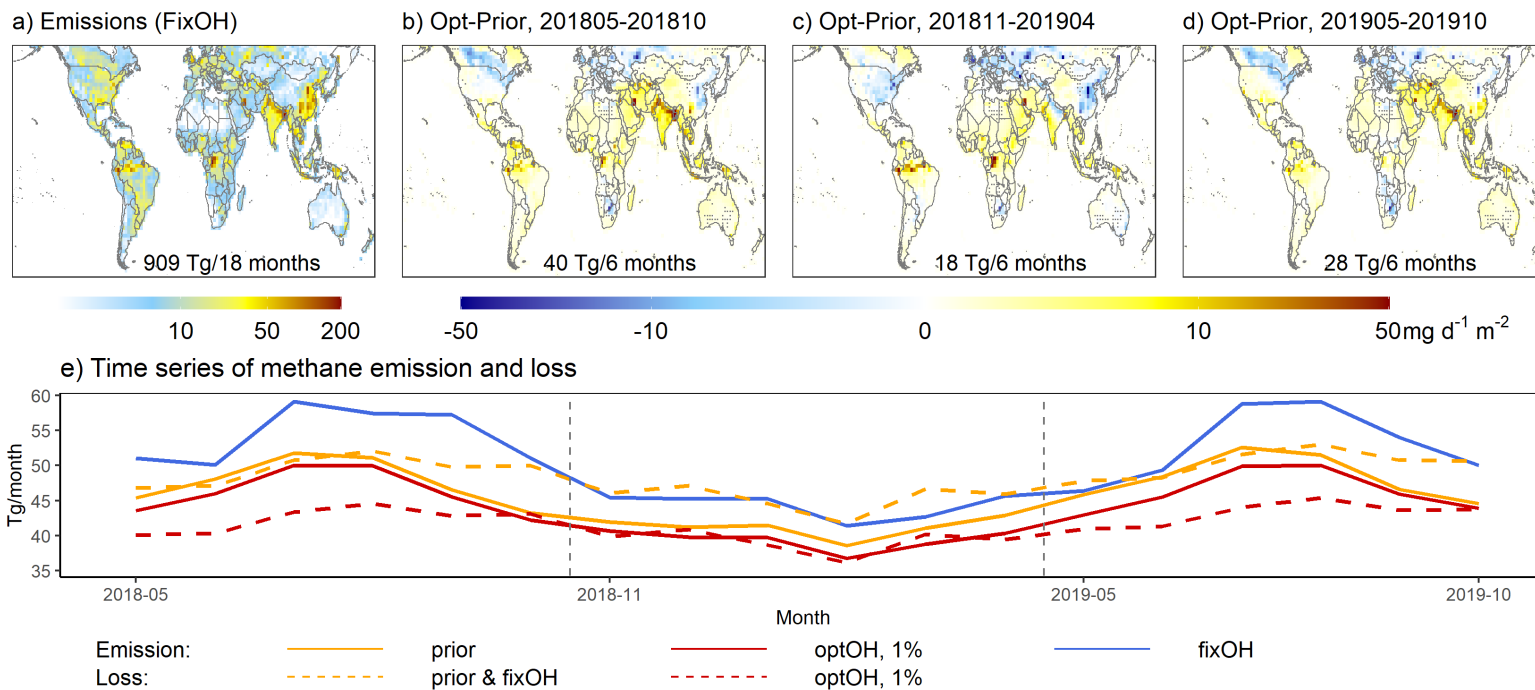 a) Emissions (FixOH)
b) Opt-Prior, 201805-201810
c) Opt-Prior, 201811-201904
d) Opt-Prior, 201905-201910
909 Tg/18 months
40 Tg/6 months
18 Tg/6 months
28 Tg/6 months
10 50 200
-50 -10 0 10 50mg d⁻¹ m⁻²
e) Time series of methane emission and loss
Tg/month
60
55
50
45
40
35
2018-05 2018-11 2019-05 2019-10
Month
Emission: prior optOH, 1% fixOH
Loss: prior & fixOH optOH, 1%